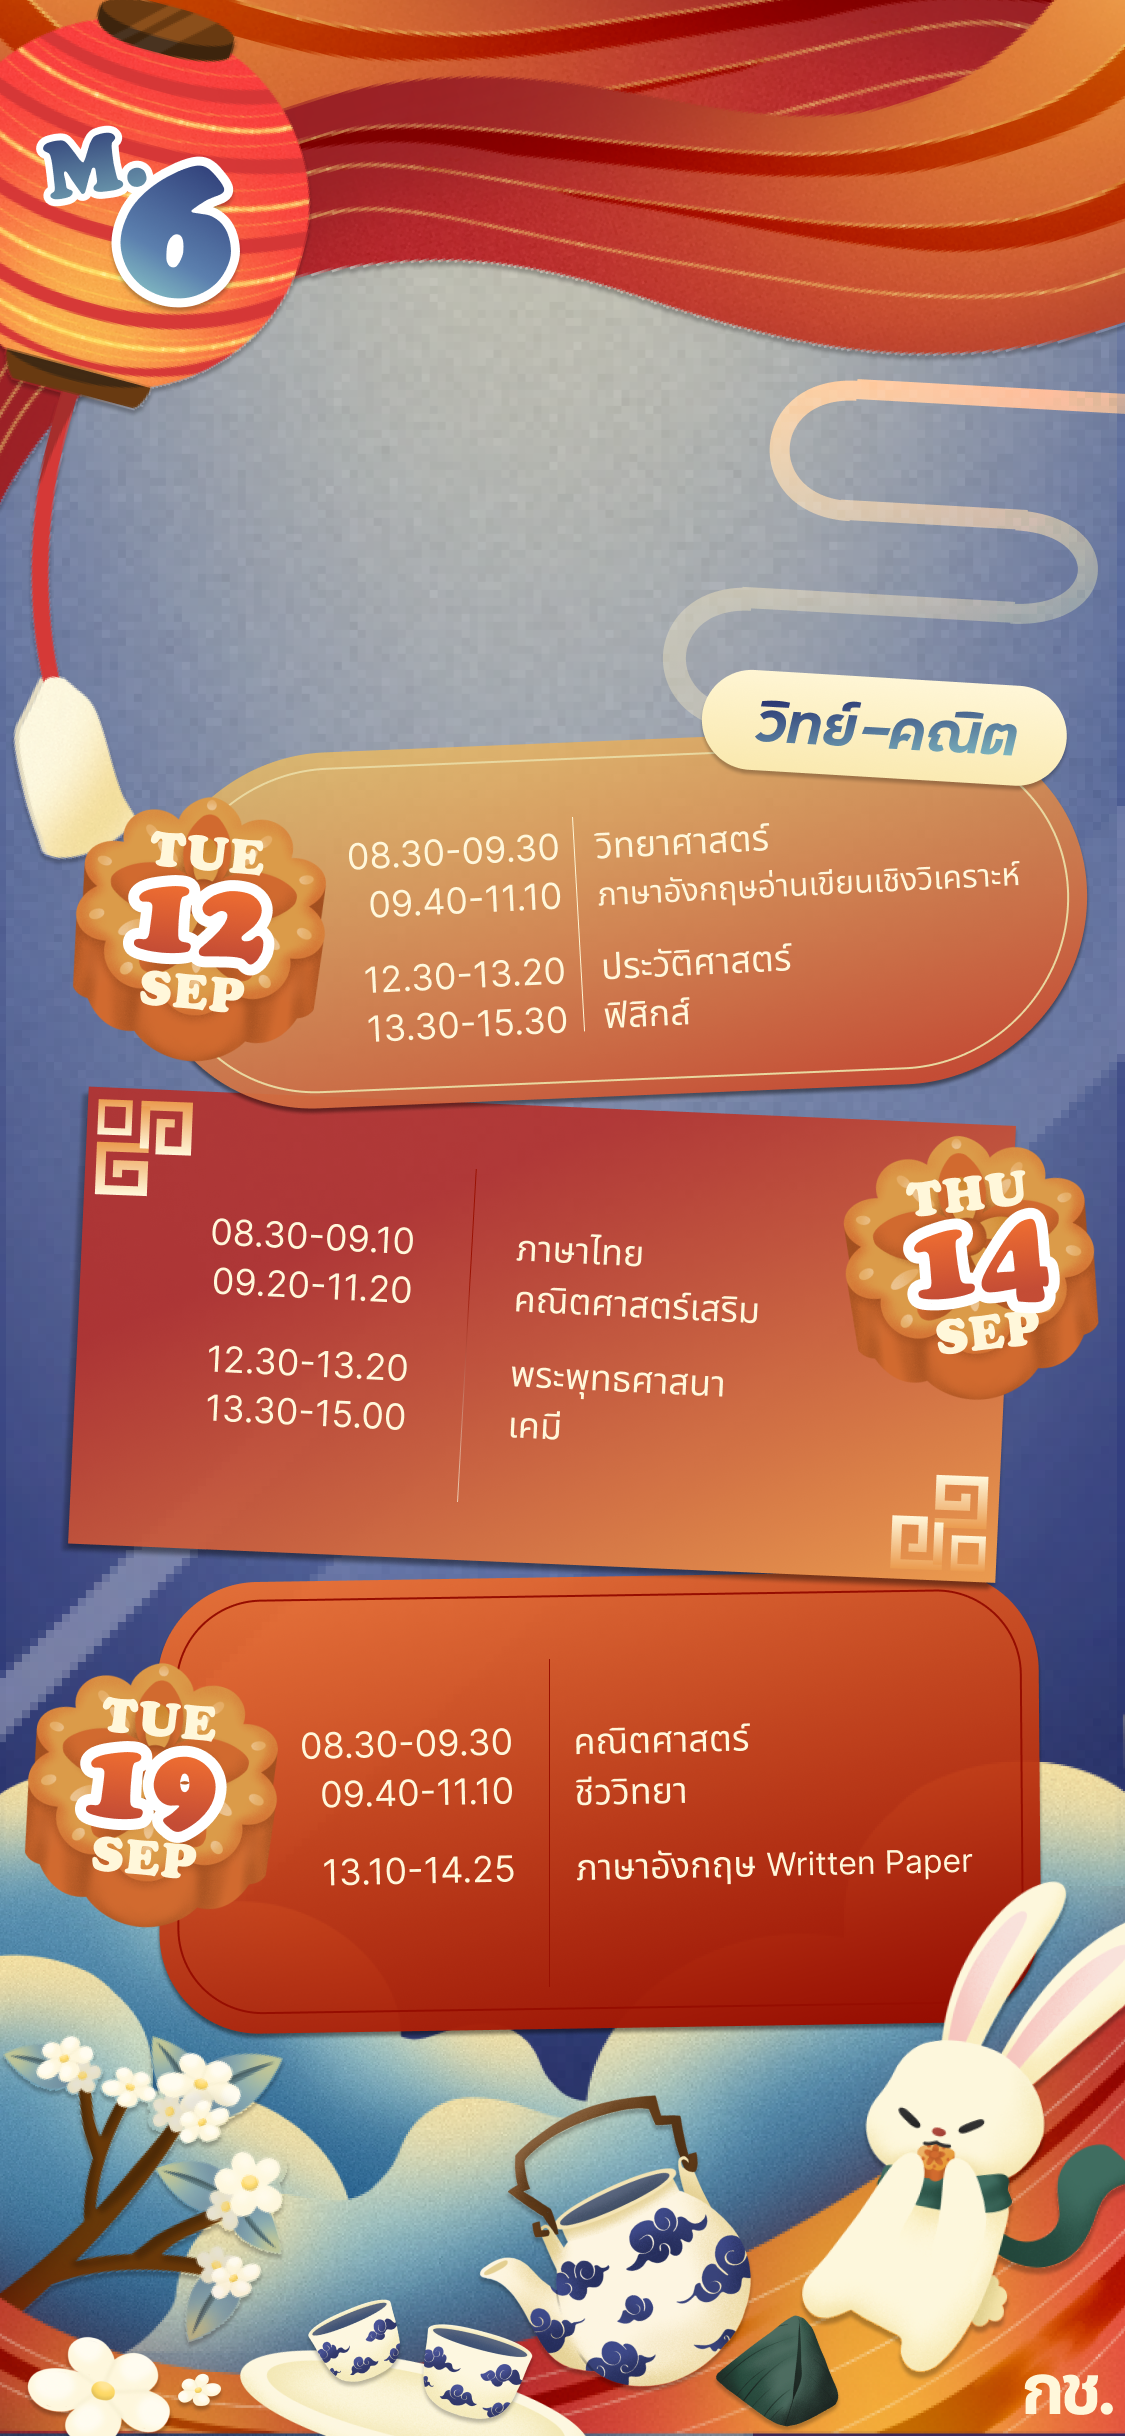 M.
6
วิทย์-คณิต
TUE
12
SEP
08.30-09.30 วิทยาศาสตร์
09.40-11.10 ภาษาอังกฤษอ่านเขียนเชิงวิเคราะห์
12.30-13.20 ประวัติศาสตร์
13.30-15.30 ฟิสิกส์
THU
14
SEP
08.30-09.10 ภาษาไทย
09.20-11.20 คณิตศาสตร์เสริม
12.30-13.20 พระพุทธศาสนา
13.30-15.00 เคมี
TUE
19
SEP
08.30-09.30 คณิตศาสตร์
09.40-11.10 ชีววิทยา
13.10-14.25 ภาษาอังกฤษ Written Paper
กช.